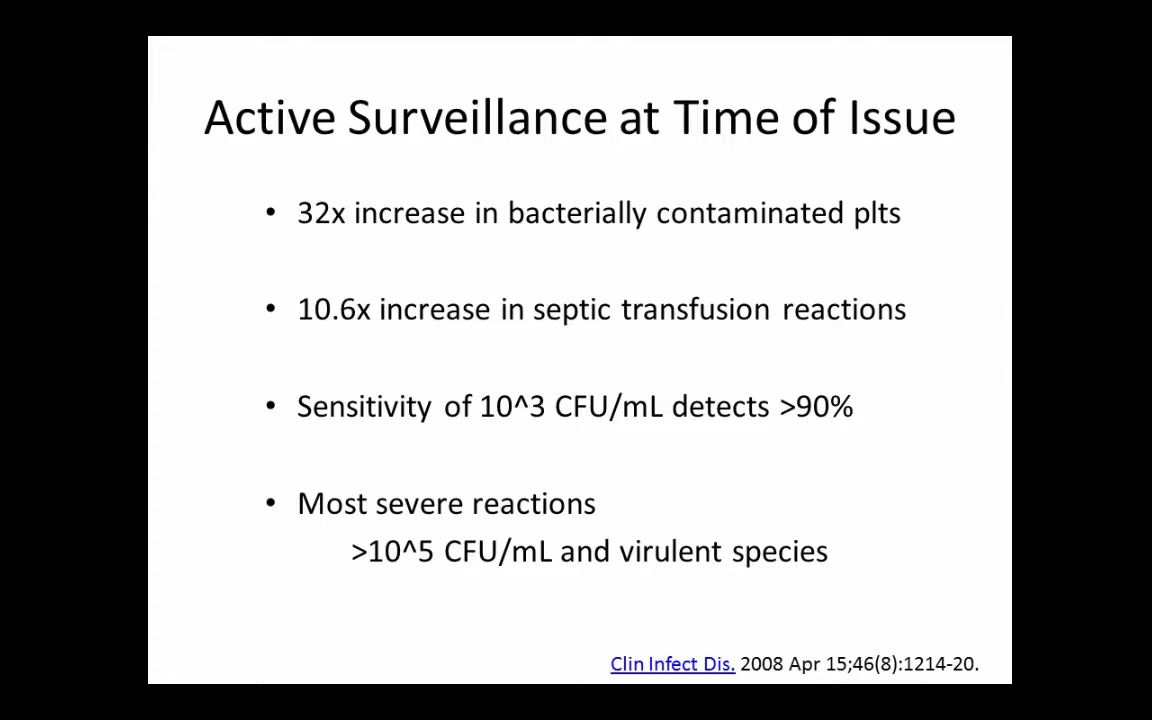 Active Surveillance at Time of Issue
• 32x increase in bacterially contaminated plts
• 10.6x increase in septic transfusion reactions
• Sensitivity of 10^3 CFU/mL detects >90%
• Most severe reactions
>10^5 CFU/mL and virulent species
Clin Infect Dis. 2008 Apr 15;46(8):1214-20.